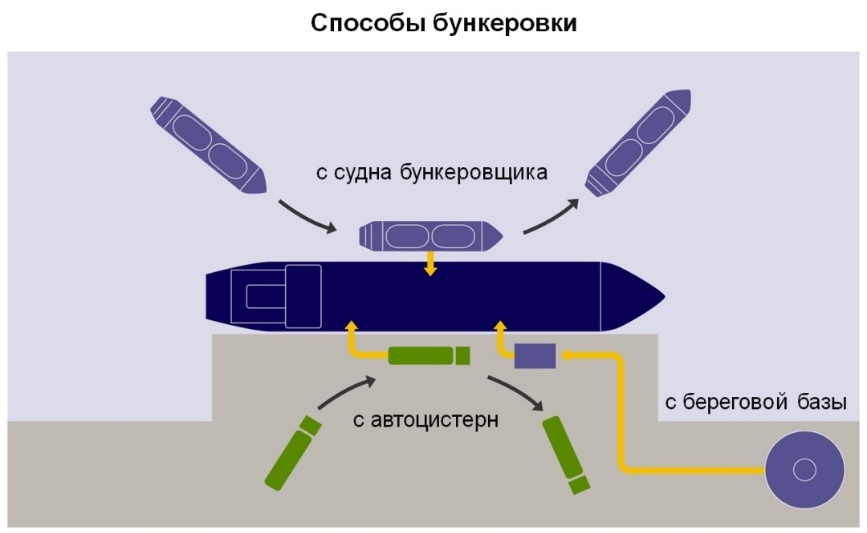 Способы бункеровки
с судна бункеровщика
с береговой базы
с автоцистерн